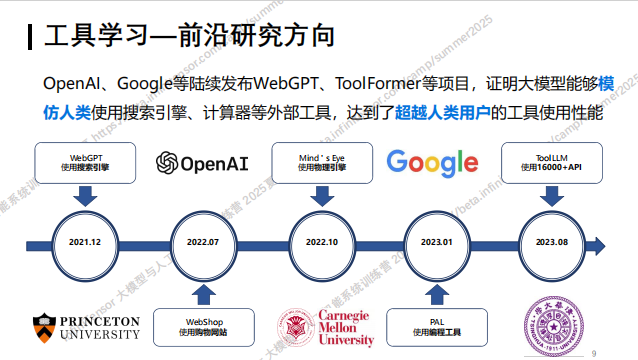 工具学习—前沿研究方向
OpenAI、Google等陆续发布WebGPT、ToolFormer等项目，证明大模型能够模
仿人类使用搜索引擎、计算器等外部工具，达到了超越人类用户的工具使用性能
WebGPT
使用搜索引擎
OpenAI
Mind's Eye
使用物理引擎
Google
ToolLLM
使用16000+API
2021.12
2022.07
2022.10
2023.01
2023.08
PRINCETON
UNIVERSITY
WebShop
使用购物网站
Carnegie
Mellon
University
PAL
使用编程工具
9